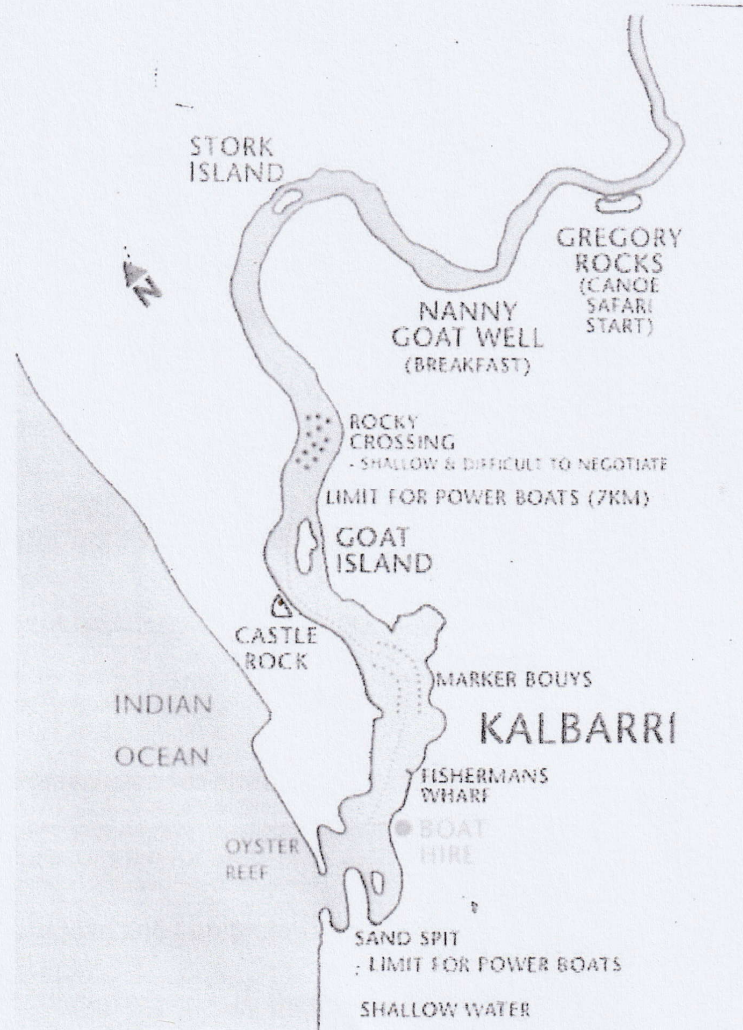 STORK
ISLAND
GREGORY
ROCKS
(CANOE
SAFARI
START)
N
NANNY
GOAT WELL
(BREAKFAST)
ROCKY
CROSSING
- SHALLOW & DIFFICULT TO NEGOTIATE
LIMIT FOR POWER BOATS (7KM)
GOAT
ISLAND
CASTLE
ROCK
MARKER BOUYS
INDIAN
OCEAN
KALBARRI
FISHERMANS
WHARF
BOAT
HIRE
OYSTER
REEF
SAND SPIT
: LIMIT FOR POWER BOATS
SHALLOW WATER